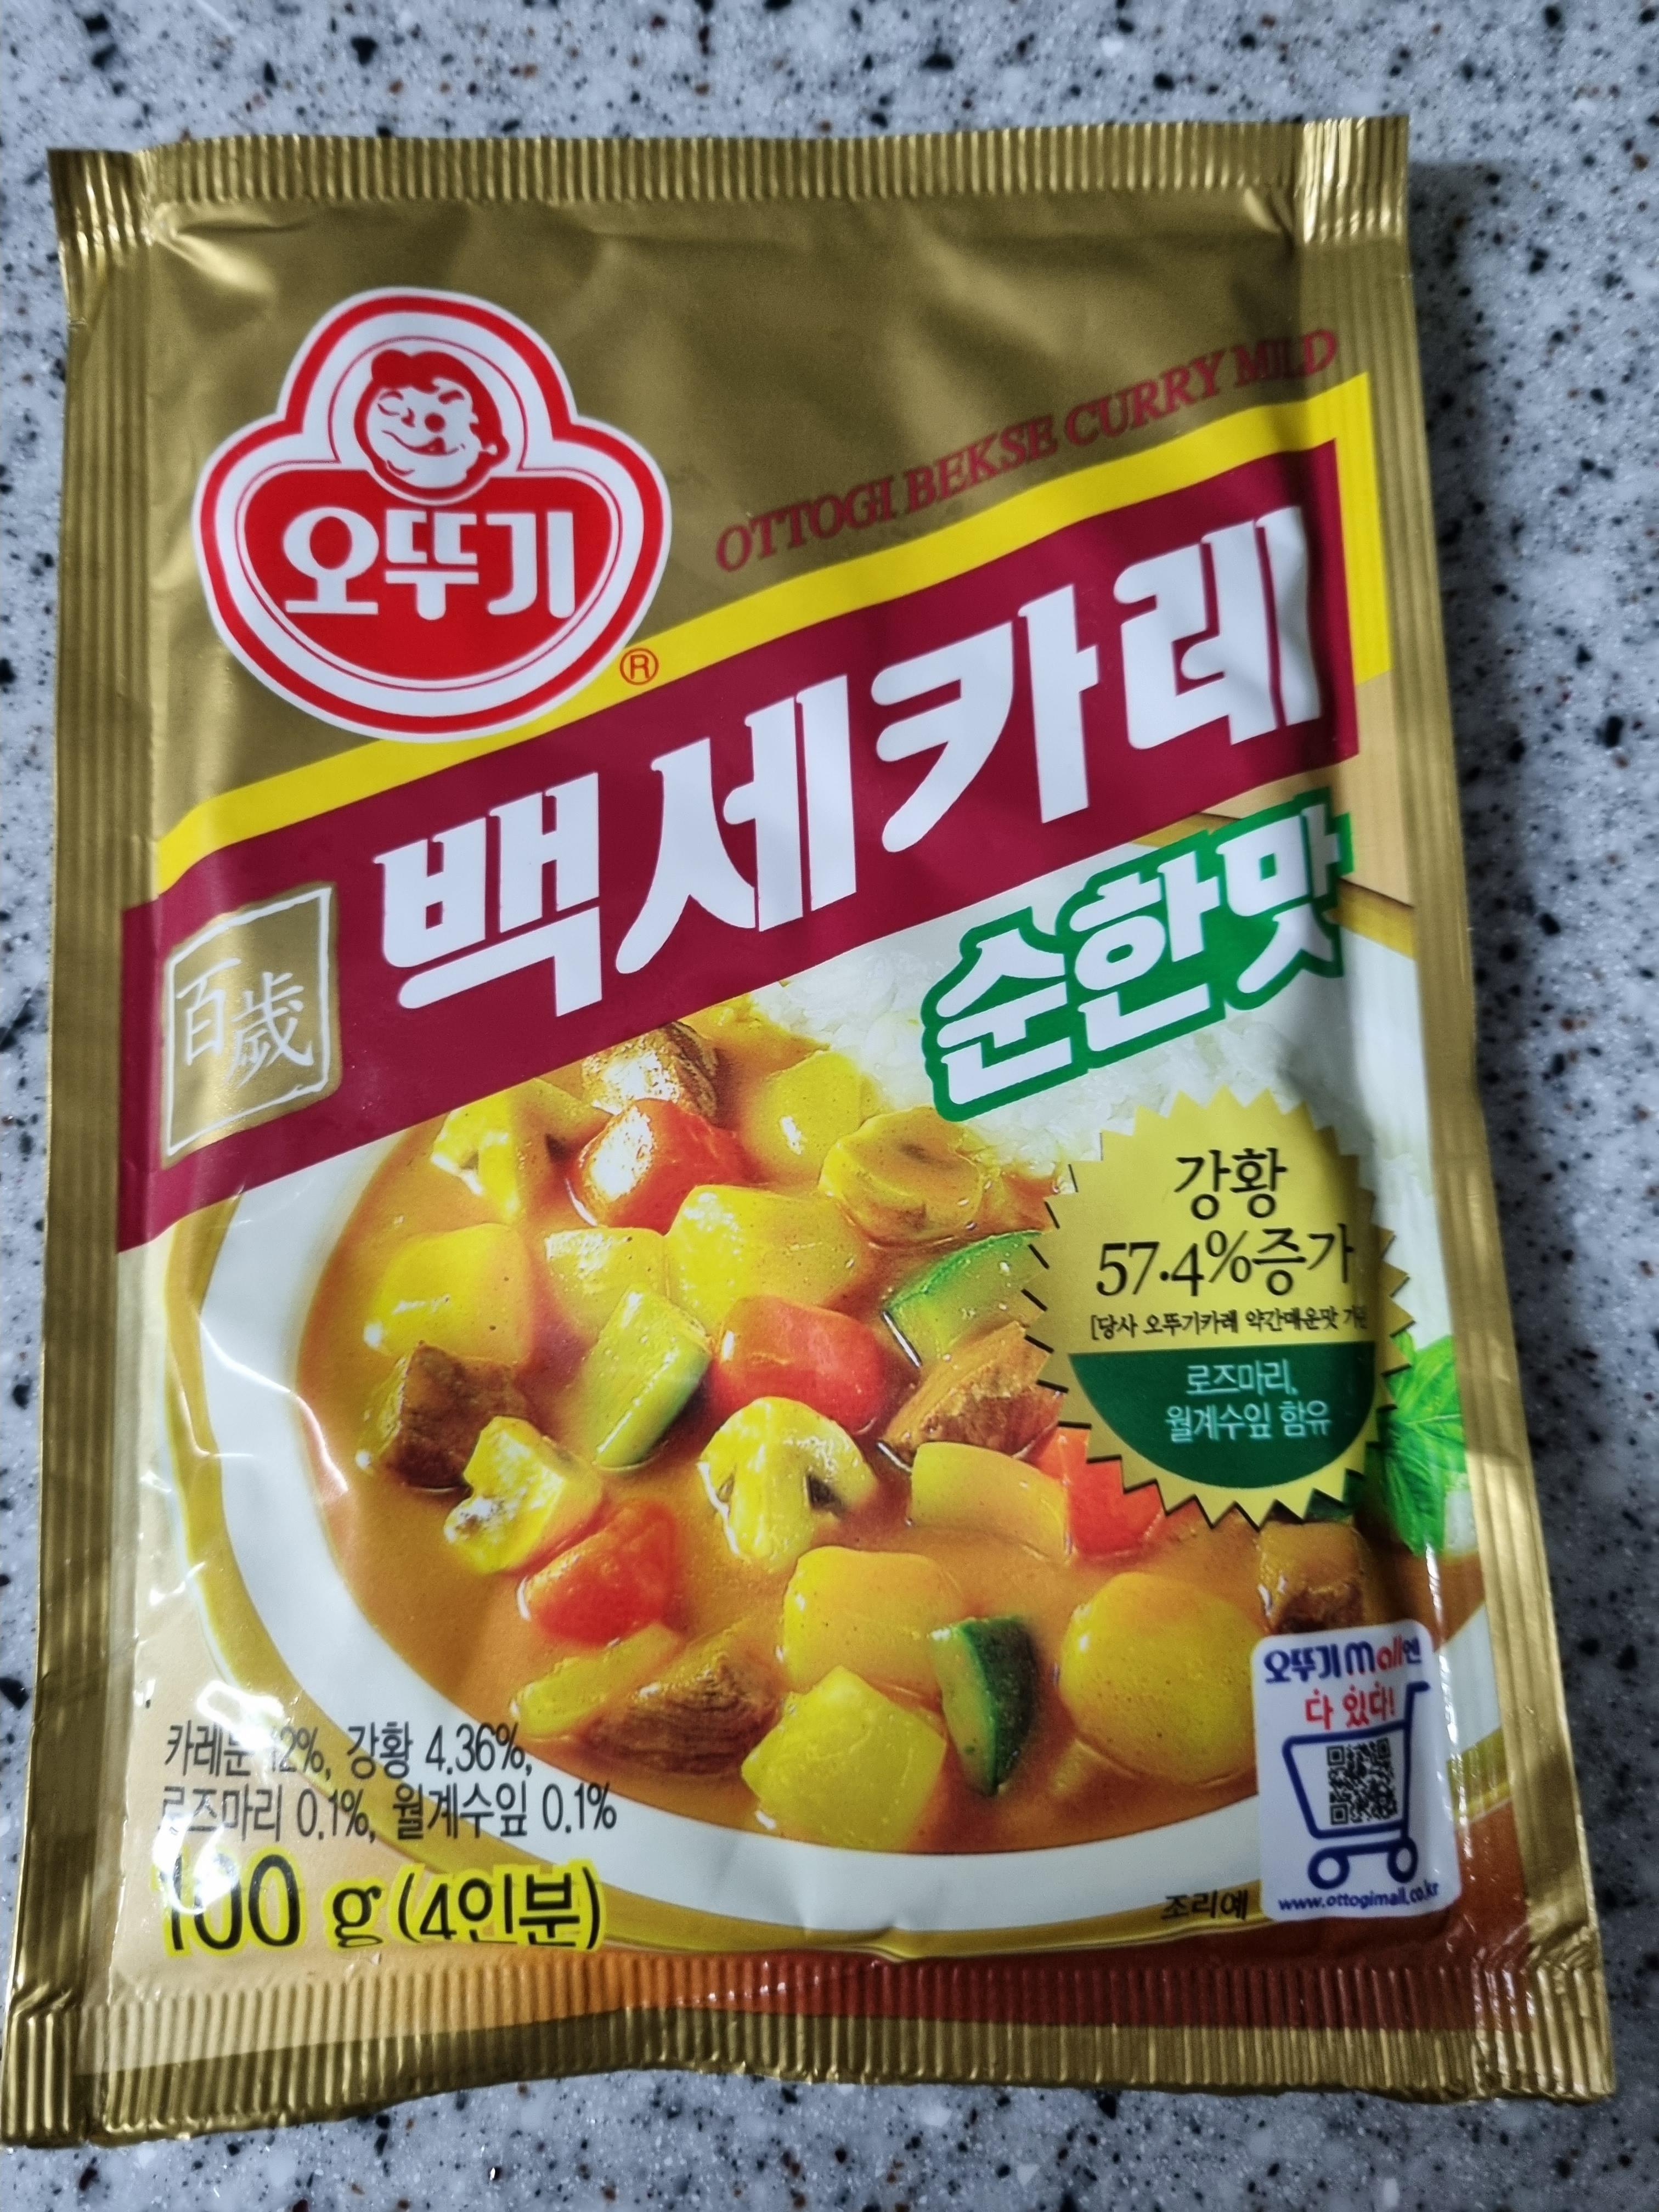 오뚜기
®
OTTOGI BEKSE CURRY MILD
백세카레
百歲
순한맛
강황
57.4%증가
[당사 오뚜기카레 약간매운맛
로즈마리,
월계수잎 함유
오뚜기mall엔
다 있다!
www.ottogimall.co.kr
카레분 2%, 강황 4.36%,
로즈마리 0.1%, 월계수잎 0.1%
100 g (4인분)
조리예